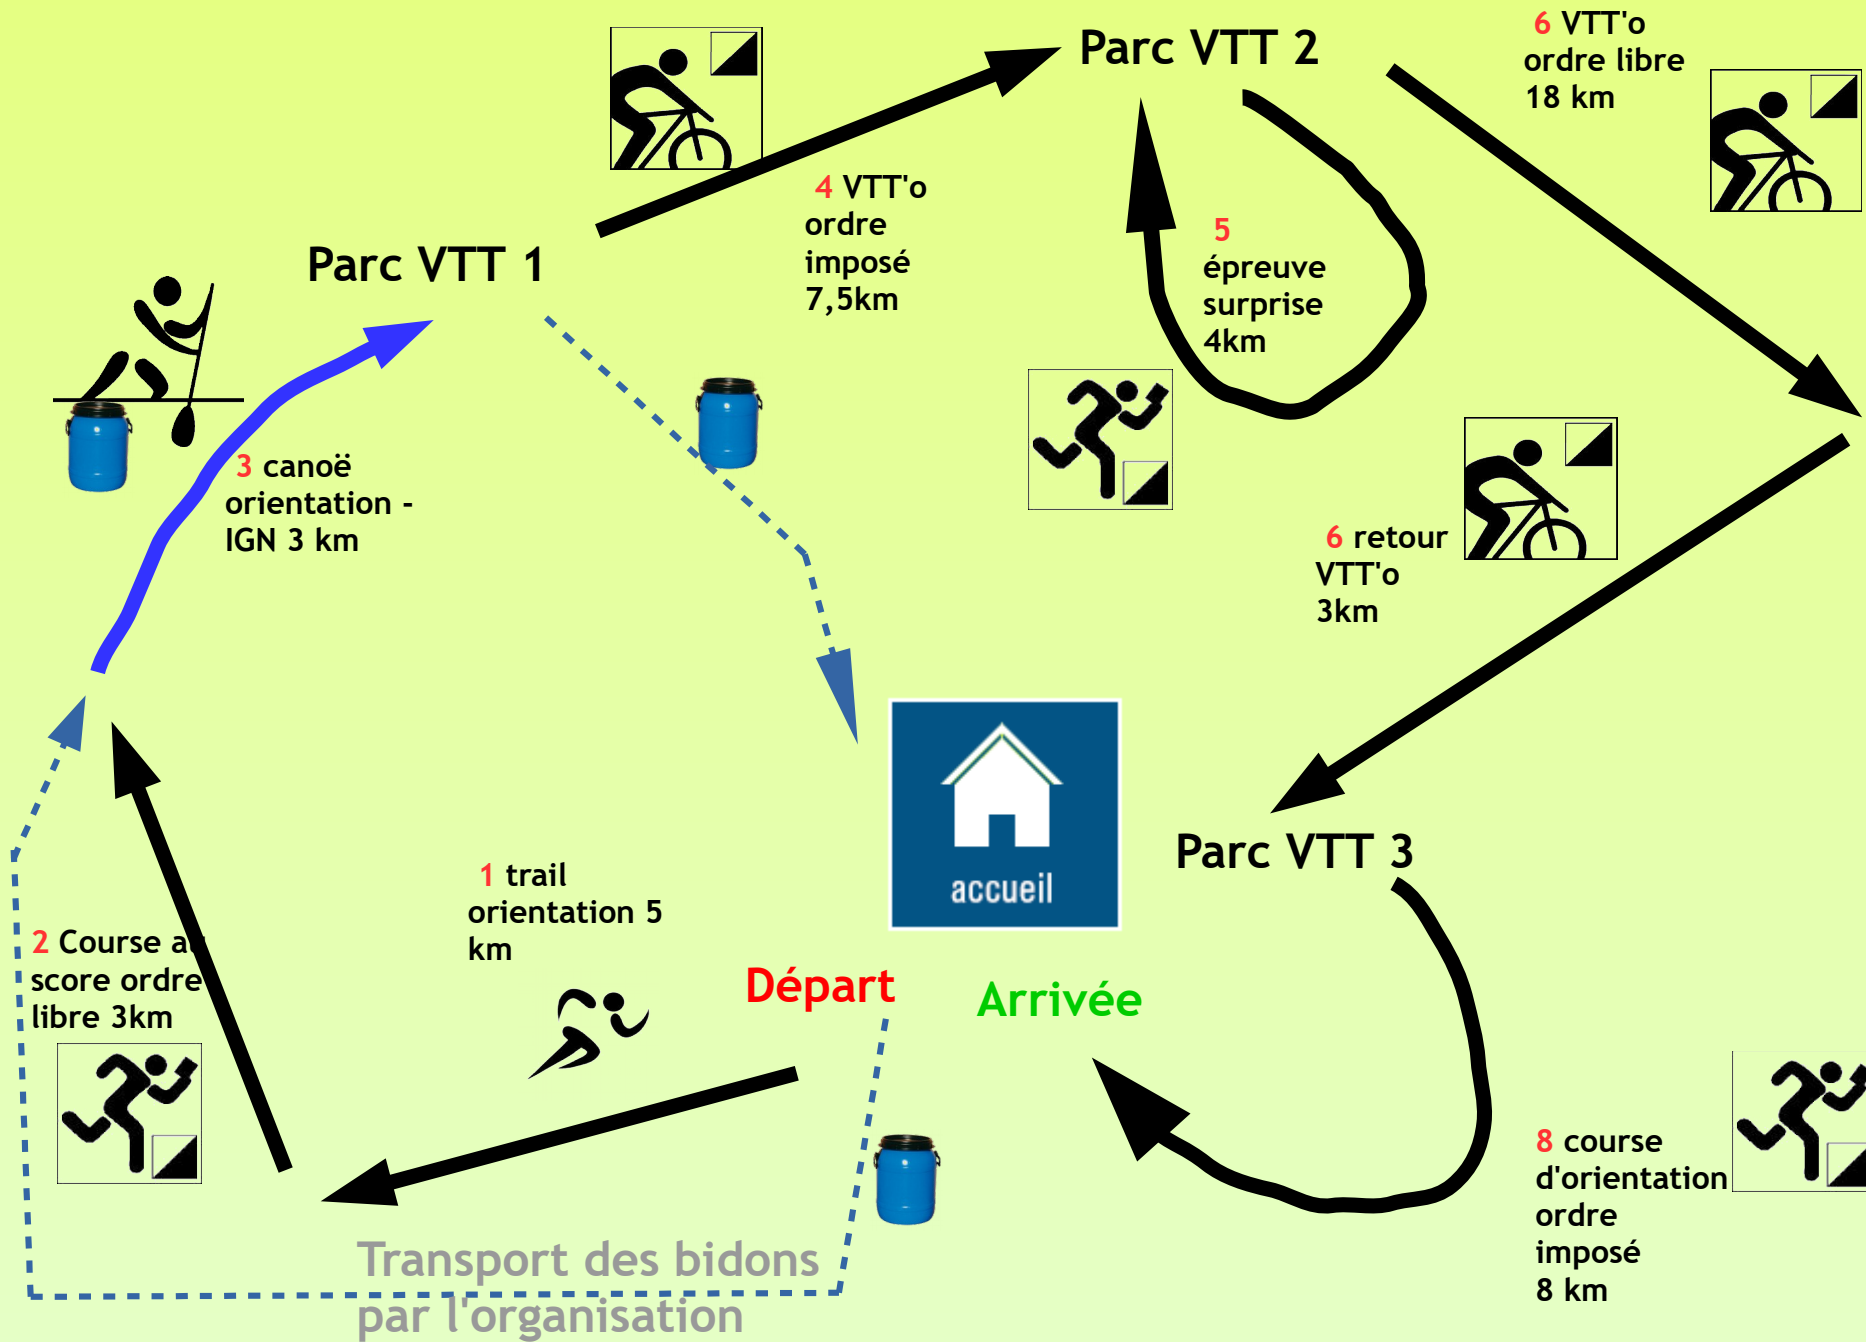 Parc VTT 2
6 VTT'o
ordre libre
18 km
4 VTT'o
ordre
imposé
7,5km
5
épreuve
surprise
4km
Parc VTT 1
3 canoë
orientation -
IGN 3 km
6 retour
VTT'o
3km
accueil
Parc VTT 3
1 trail
orientation 5
km
2 Course au
score ordre
libre 3km
Départ
Arrivée
8 course
d'orientation
ordre
imposé
8 km
Transport des bidons
par l'organisation